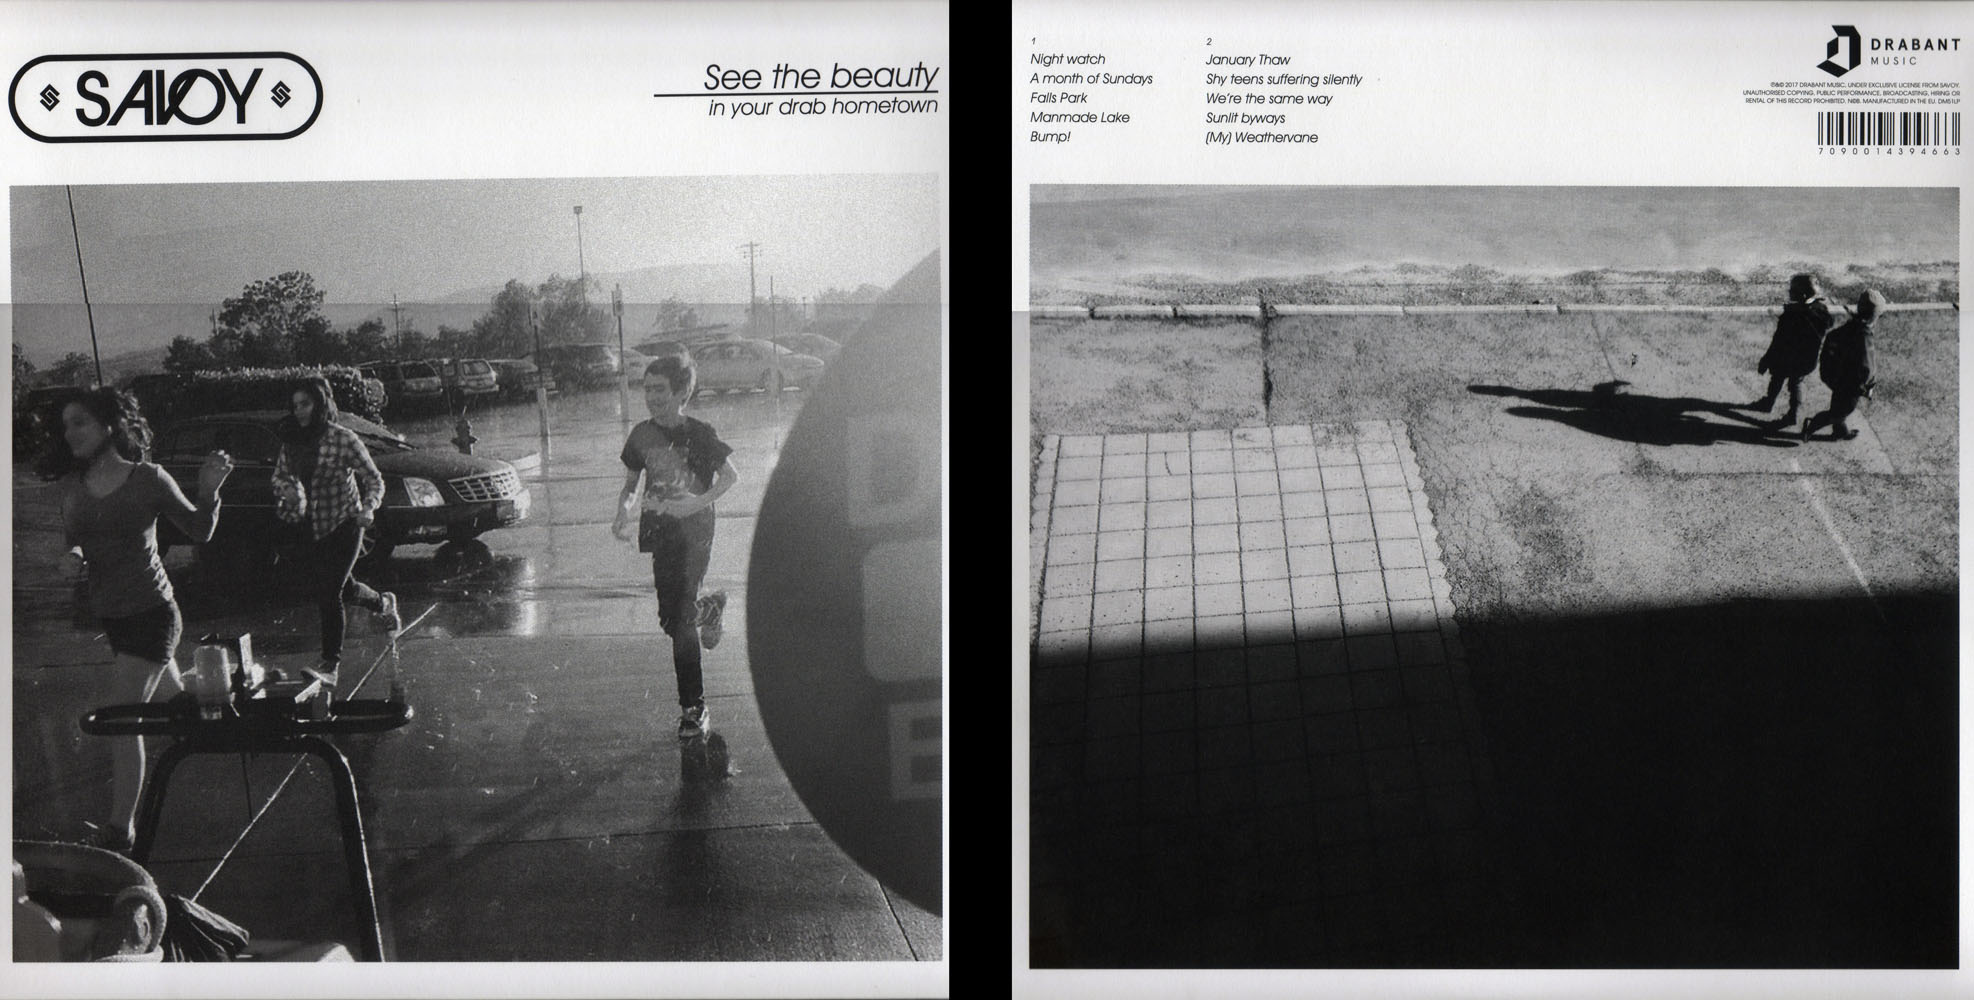 SAVOY
See the beauty
in your drab hometown
1
Night watch
A month of Sundays
Falls Park
Manmade Lake
Bump!
2
January Thaw
Shy teens suffering silently
We're the same way
Sunlit byways
(My) Weathervane
DRABANT
MUSIC
℗&© 2017 DRABANT MUSIC, UNDER EXCLUSIVE LICENSE FROM SAVOY.
UNAUTHORISED COPYING, PUBLIC PERFORMANCE, BROADCASTING, HIRING OR
RENTAL OF THIS RECORD PROHIBITED. N©B. MANUFACTURED IN THE EU.
7090014394663